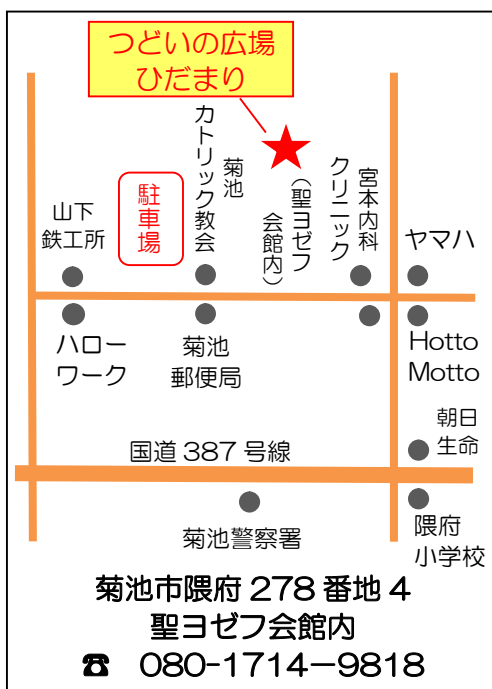 つどいの広場
ひだまり
山下
鉄工所
駐車場
カトリック教会
菊池
（聖ヨゼフ
会館内）
クリニック
宮本内科
ヤマハ
ハロー
ワーク
菊池
郵便局
Hotto
Motto
朝日
生命
国道 387 号線
菊池警察署
隈府
小学校
菊池市隈府 278 番地 4
聖ヨゼフ会館内
☎ 080-1714－9818